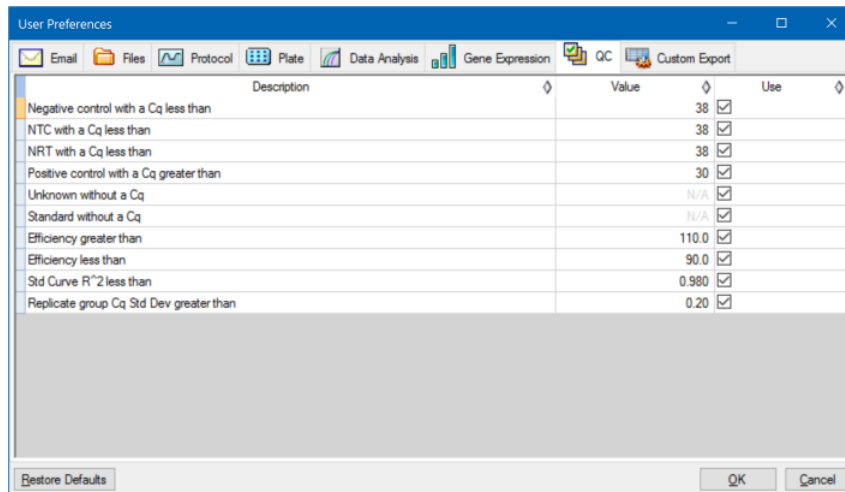 User Preferences
Email Files Protocol Plate Data Analysis Gene Expression QC Custom Export
Description Value Use
Negative control with a Cq less than 38
NTC with a Cq less than 38
NRT with a Cq less than 38
Positive control with a Cq greater than 30
Unknown without a Cq N/A
Standard without a Cq N/A
Efficiency greater than 110.0
Efficiency less than 90.0
Std Curve R^2 less than 0.980
Replicate group Cq Std Dev greater than 0.20
Restore Defaults OK Cancel